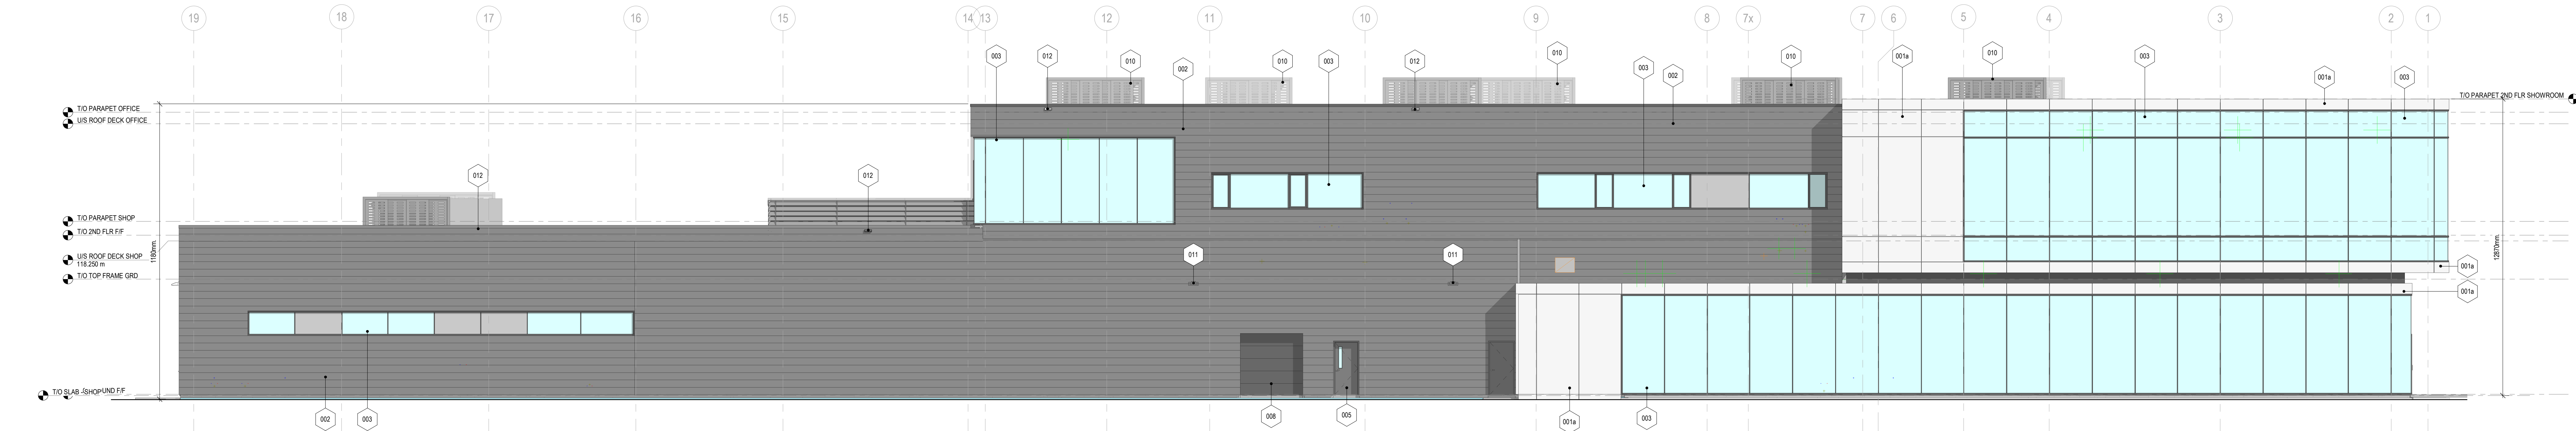 19 18 17 16 15 14 13 12 11 10 9 8 7x 7 6 5 4 3 2 1
003 012 010 002 010 003 012 010 003 002 010 001a 010 003 001a 003
T/O PARAPET 2ND FLR SHOWROOM
T/O PARAPET OFFICE
U/S ROOF DECK OFFICE
012 012
T/O PARAPET SHOP
T/O 2ND FLR F/F
11800mm.
12870mm.
U/S ROOF DECK SHOP
118.250 m
011 011
001a
T/O TOP FRAME GRD
001a
T/O SLAB -SHOP UND F/F
002 003 008 005 001a 003